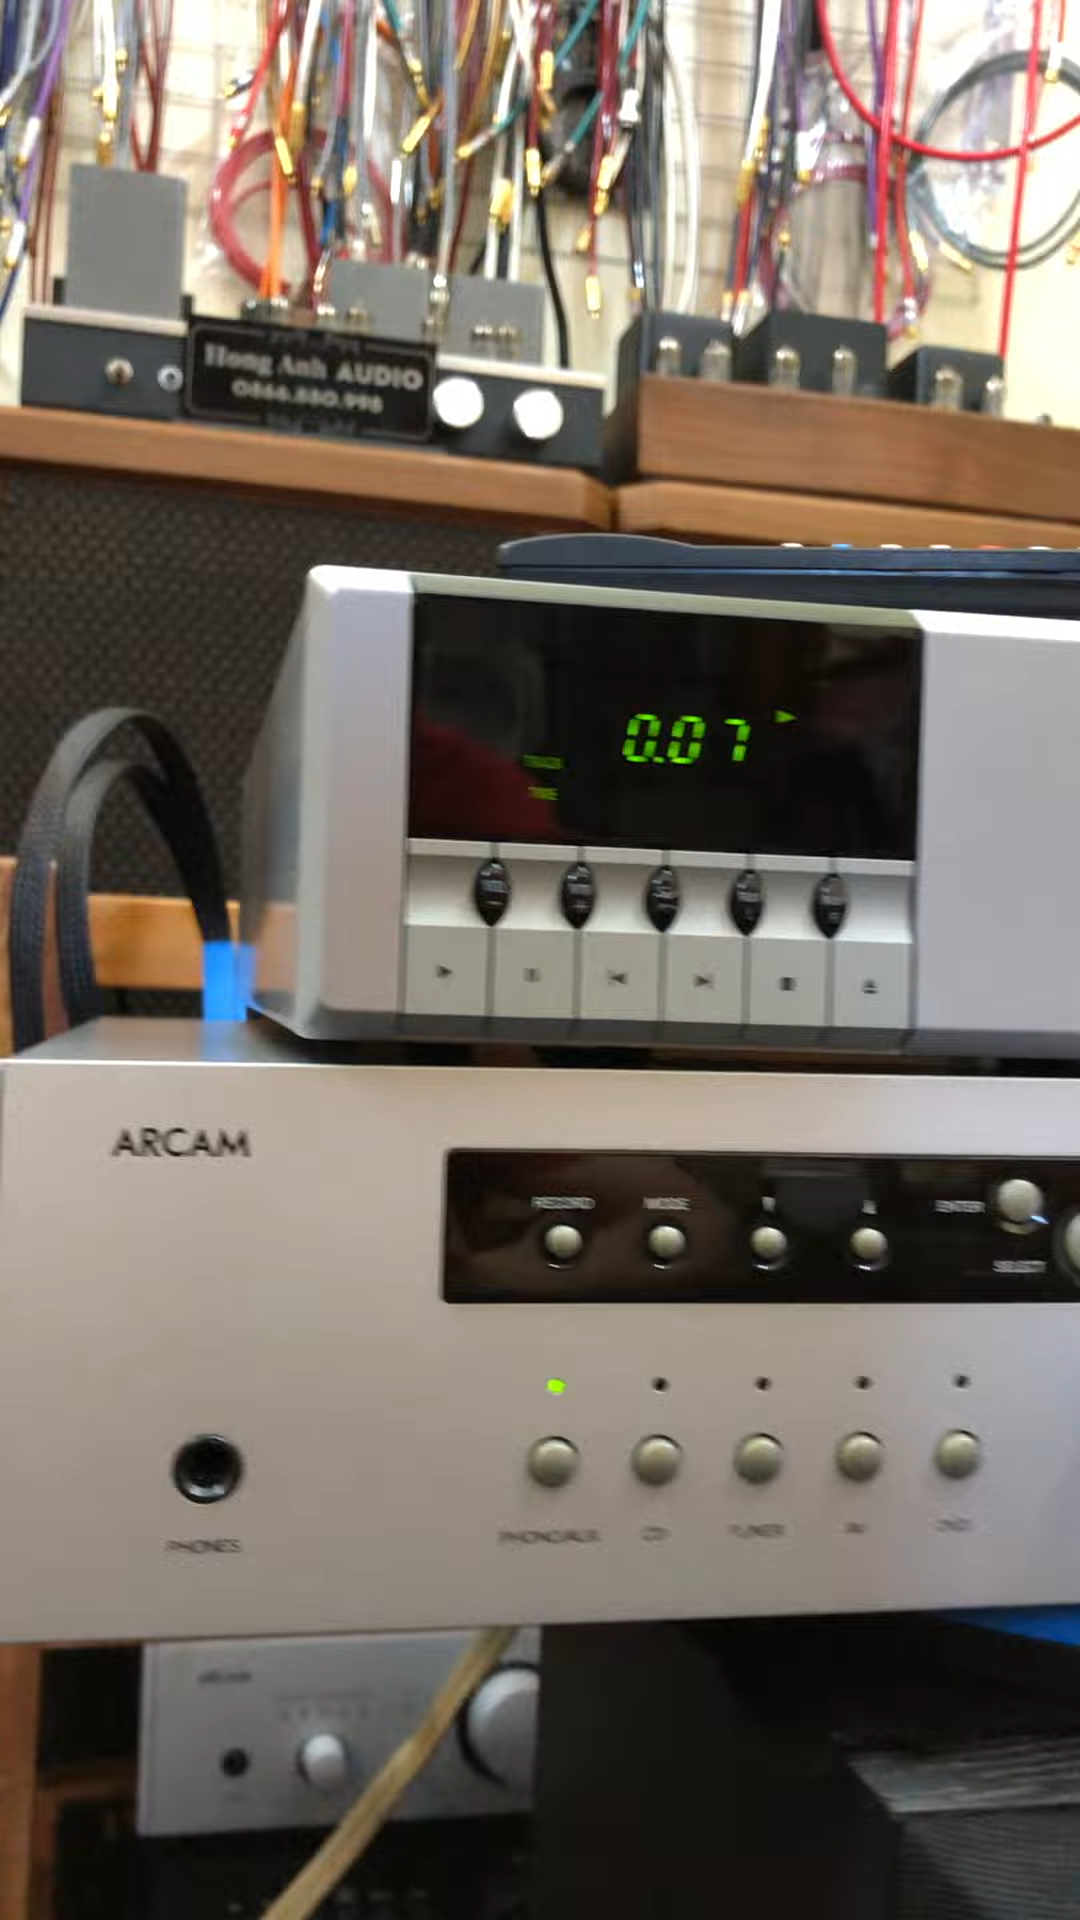 Hong Anh AUDIO
0866.880.998
0.07
TRACK
TIME
ARCAM
RECORD
MODE
ENTER
SELECT
PHONO/AUX
CD
TUNER
AV
DVD
PHONES